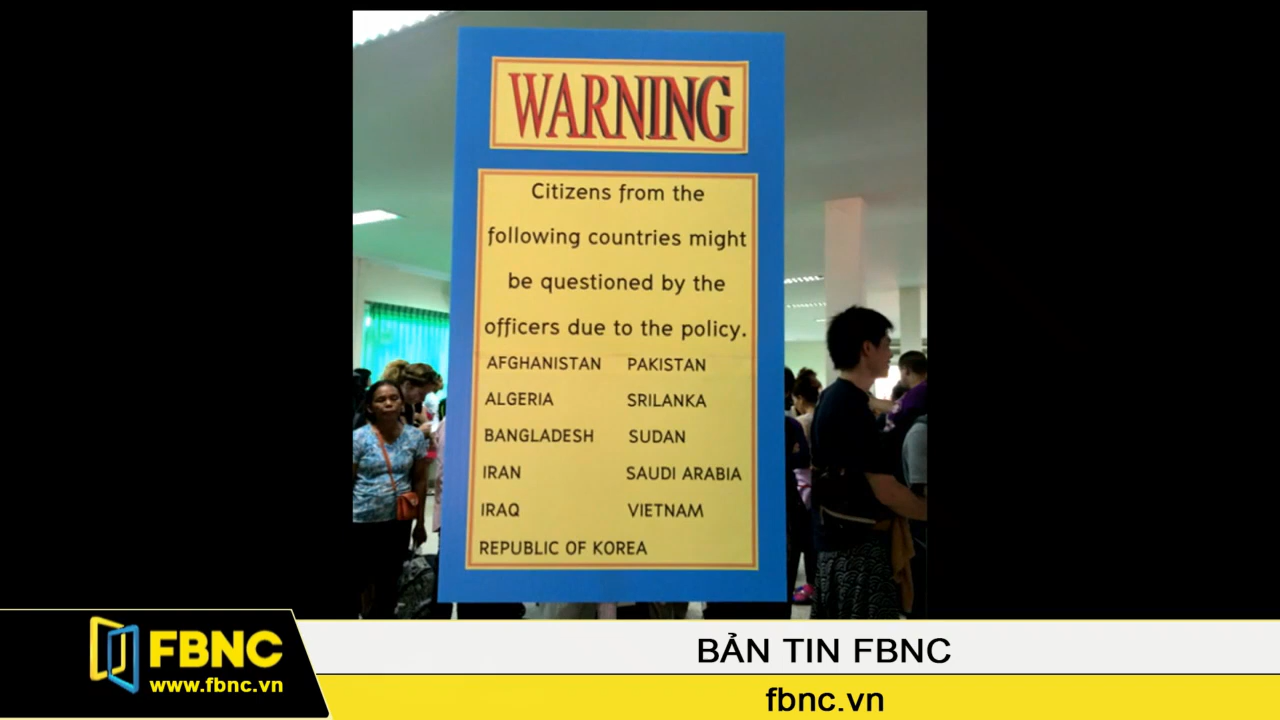 WARNING
Citizens from the
following countries might
be questioned by the
officers due to the policy.
AFGHANISTAN PAKISTAN
ALGERIA SRILANKA
BANGLADESH SUDAN
IRAN SAUDI ARABIA
IRAQ VIETNAM
REPUBLIC OF KOREA
FBNC
www.fbnc.vn
BẢN TIN FBNC
fbnc.vn